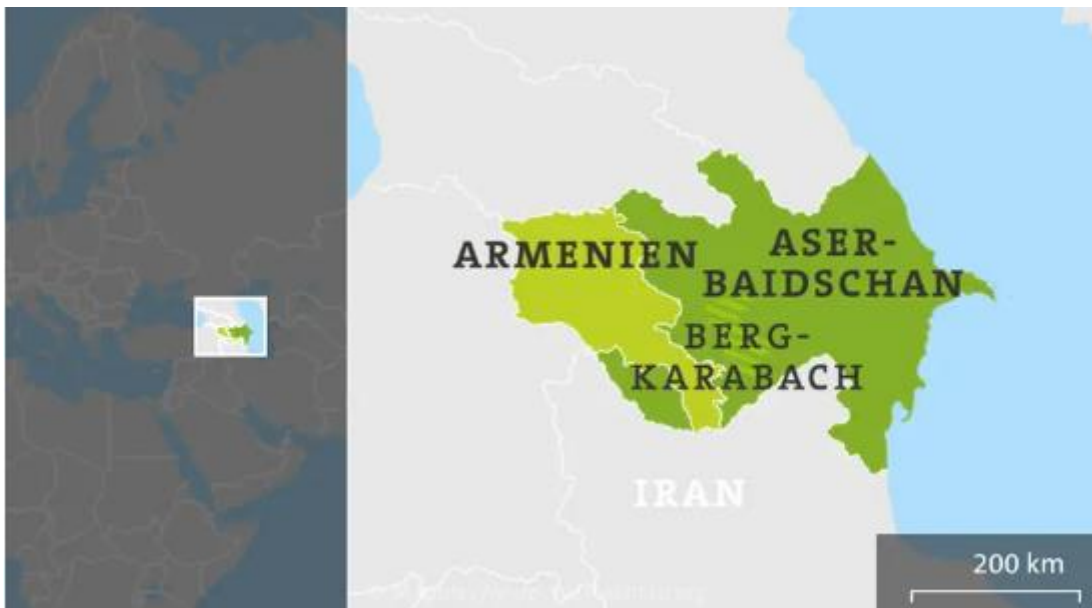 ARMENIEN
ASER-
BAIDSCHAN
BERG-
KARABACH
IRAN
200 km